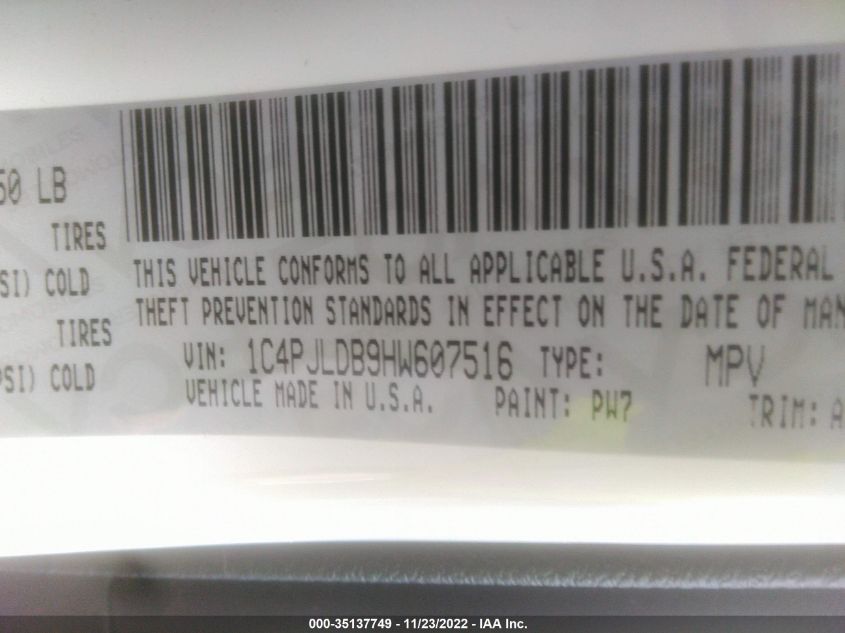 50 LB
TIRES
SI) COLD
TIRES
PSI) COLD
THIS VEHICLE CONFORMS TO ALL APPLICABLE U.S.A. FEDERAL
THEFT PREVENTION STANDARDS IN EFFECT ON THE DATE OF MAN
VIN: 1C4PJLDB9HW607516 TYPE: MPV
VEHICLE MADE IN U.S.A. PAINT: PW7 TRIM: A
000-35137749 - 11/23/2022 - IAA Inc.